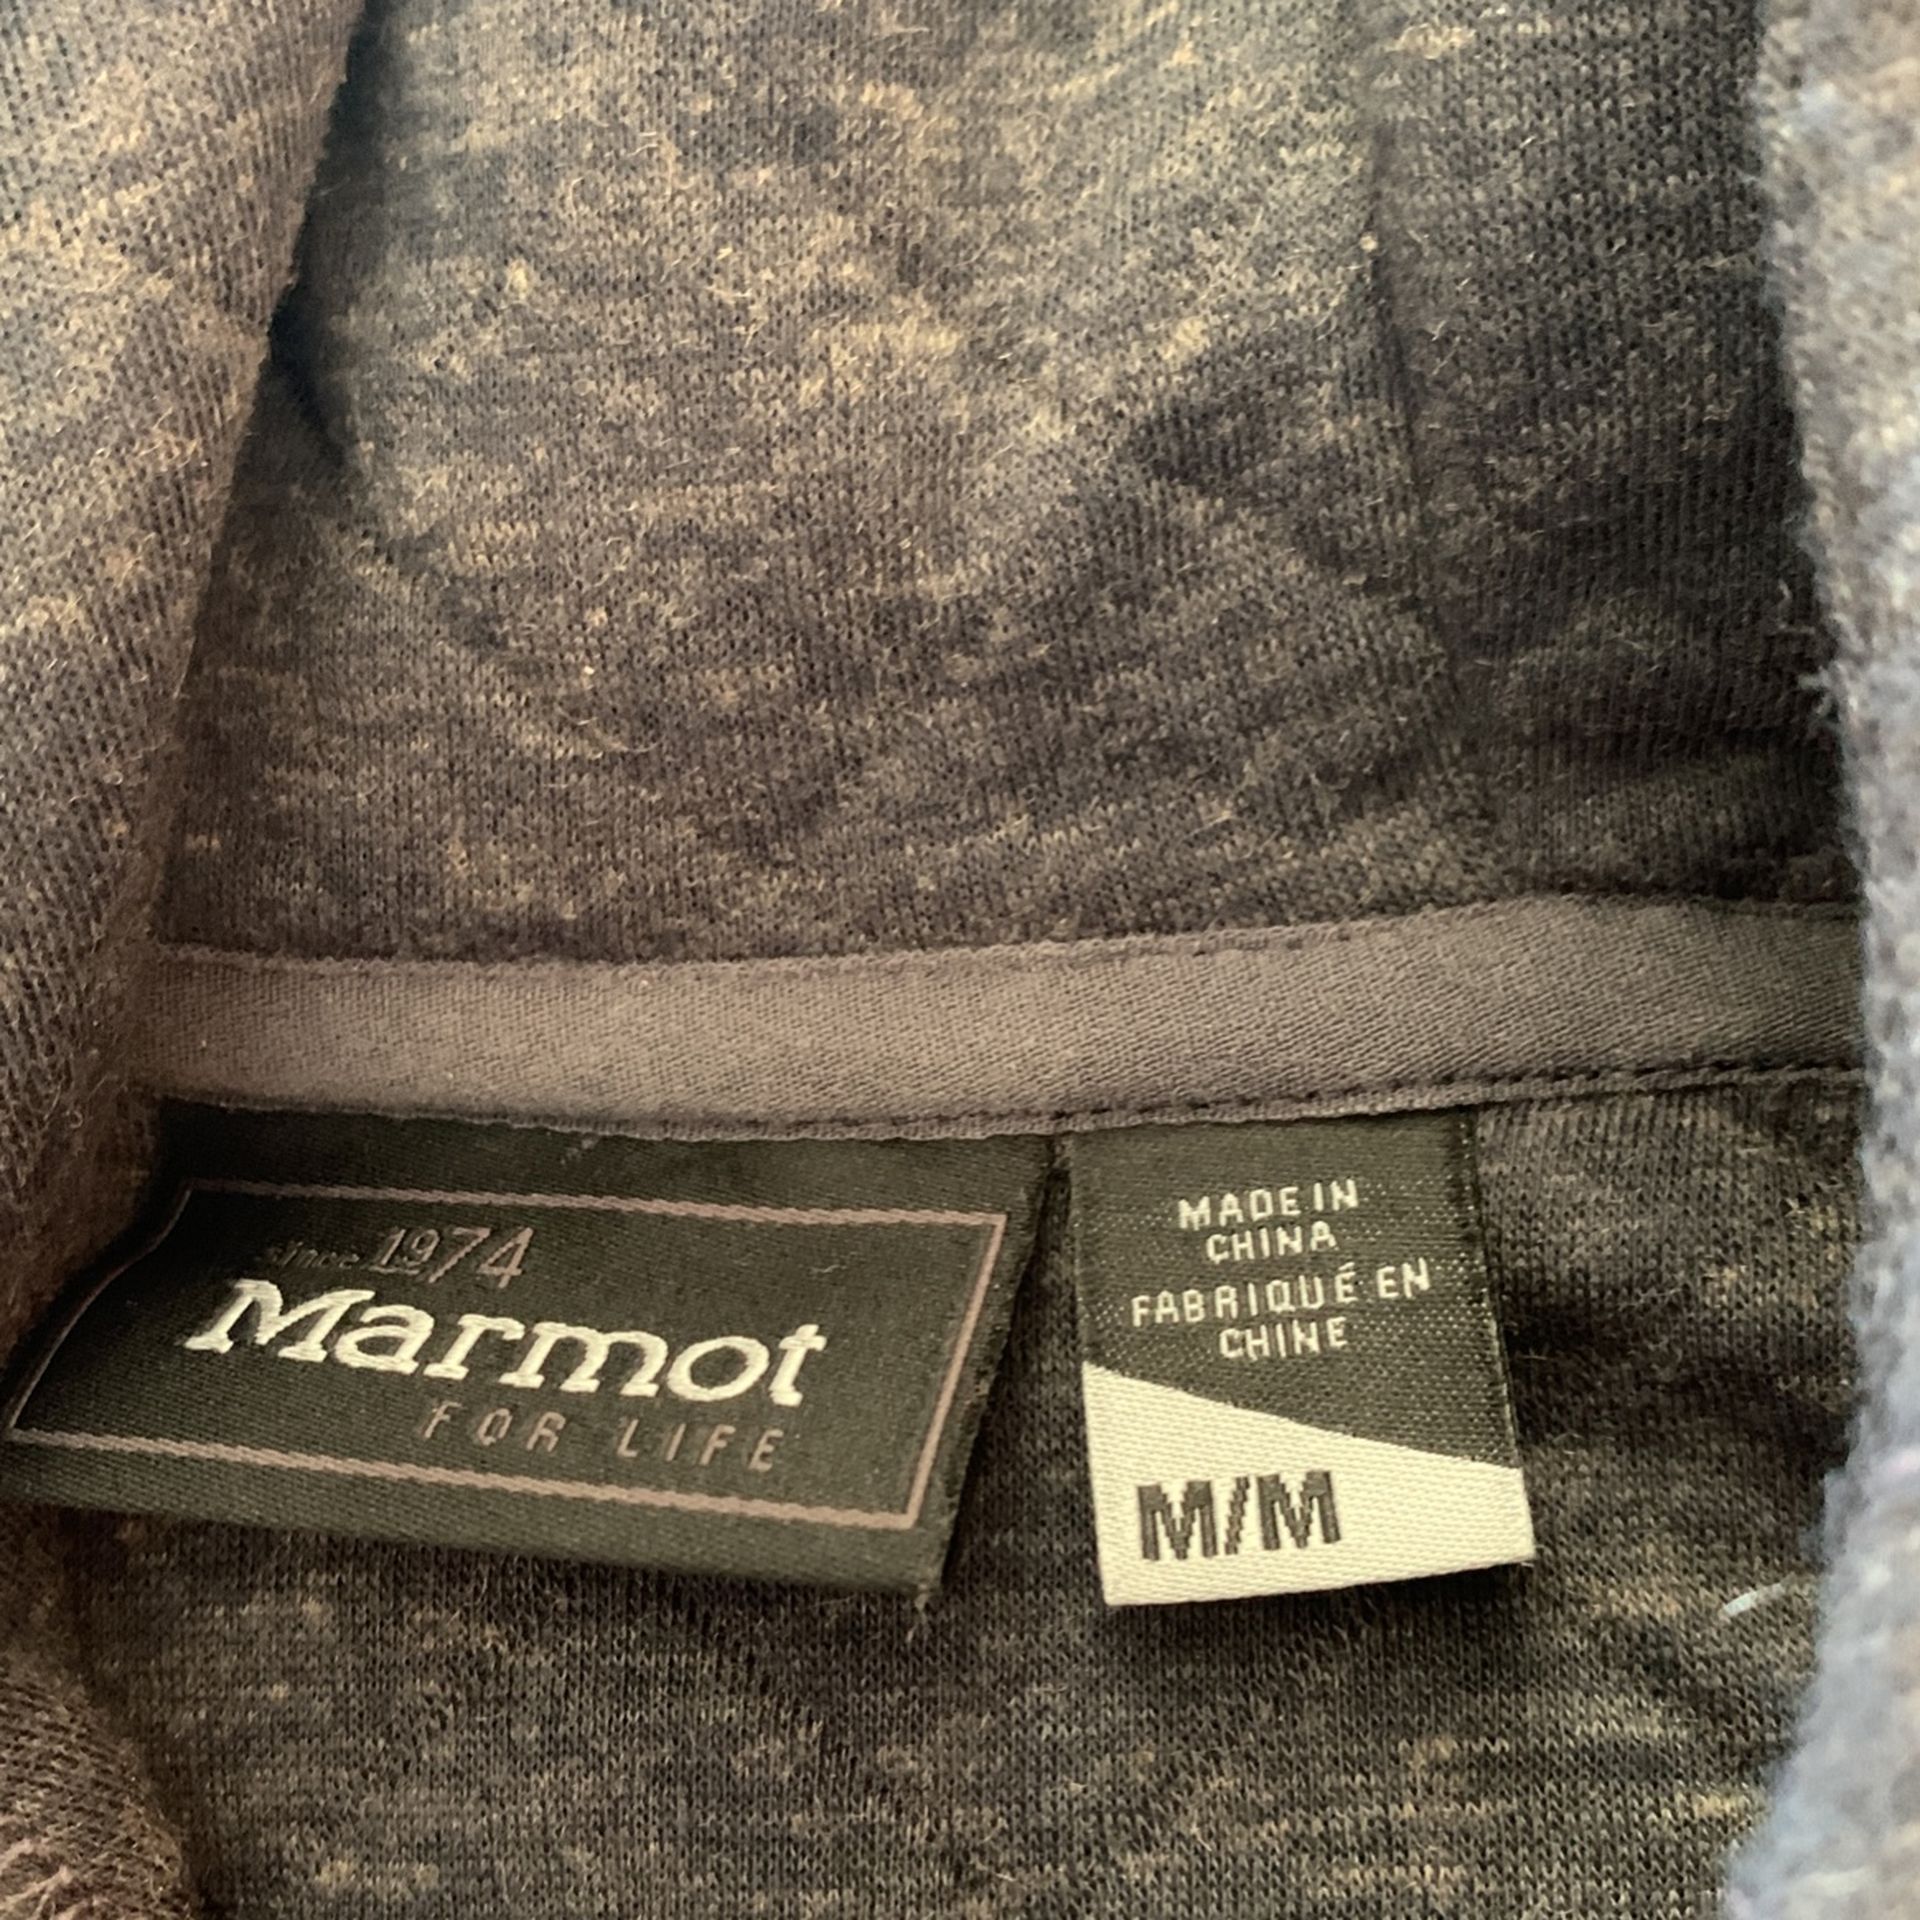 since 1974
Marmot
FOR LIFE
MADE IN
CHINA
FABRIQUÉ EN
CHINE
M/M